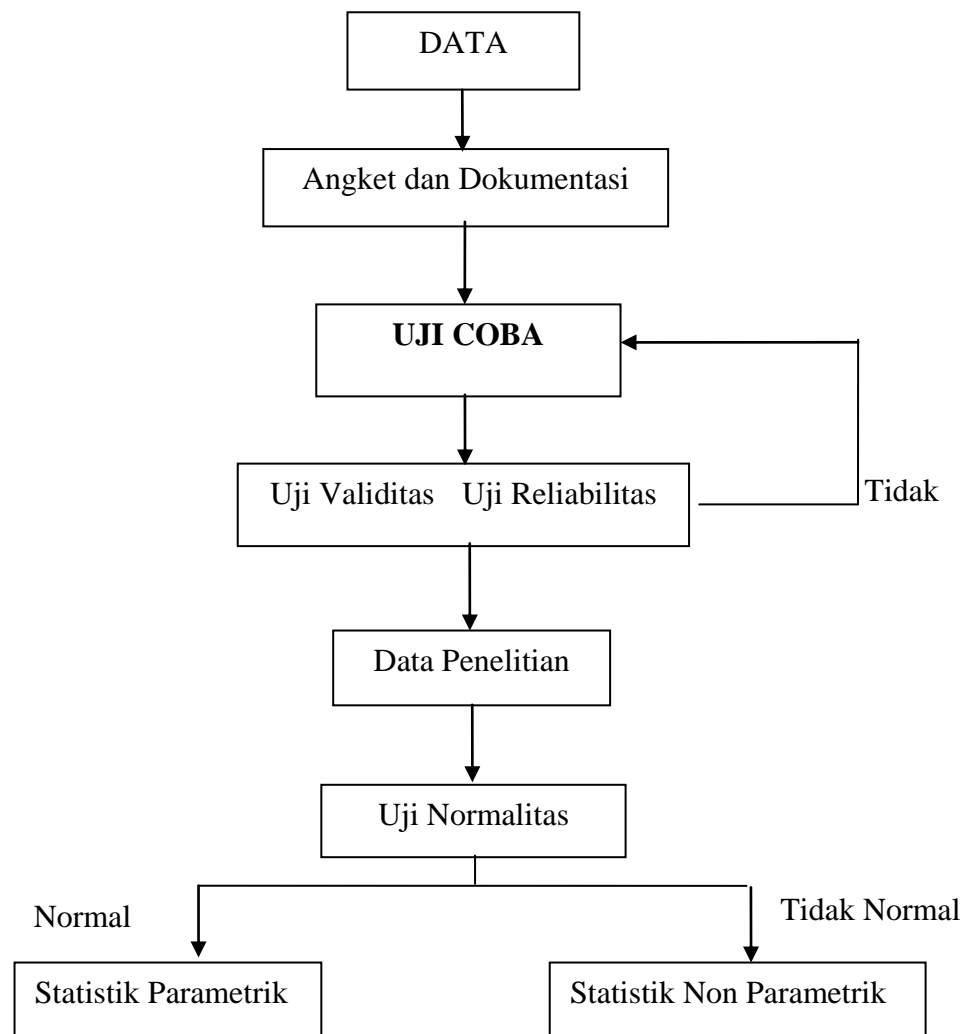 DATA
Angket dan Dokumentasi
UJI COBA
Uji Validitas Uji Reliabilitas
Tidak
Data Penelitian
Uji Normalitas
Normal
Tidak Normal
Statistik Parametrik
Statistik Non Parametrik